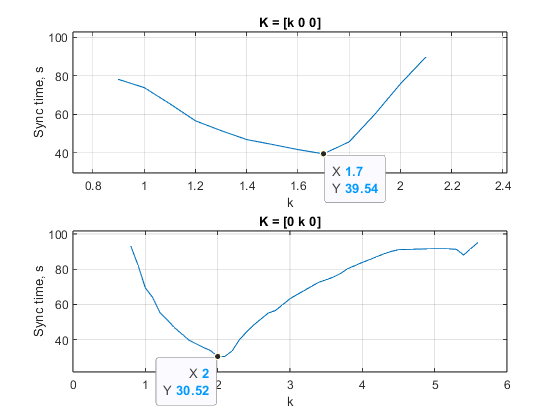 K = [k 0 0]
100
80
60
40
Sync time, s
0.8 1 1.2 1.4 1.6 2 2.2 2.4
k
X 1.7
Y 39.54
K = [0 k 0]
100
80
60
40
Sync time, s
0 1 2 3 4 5 6
k
X 2
Y 30.52